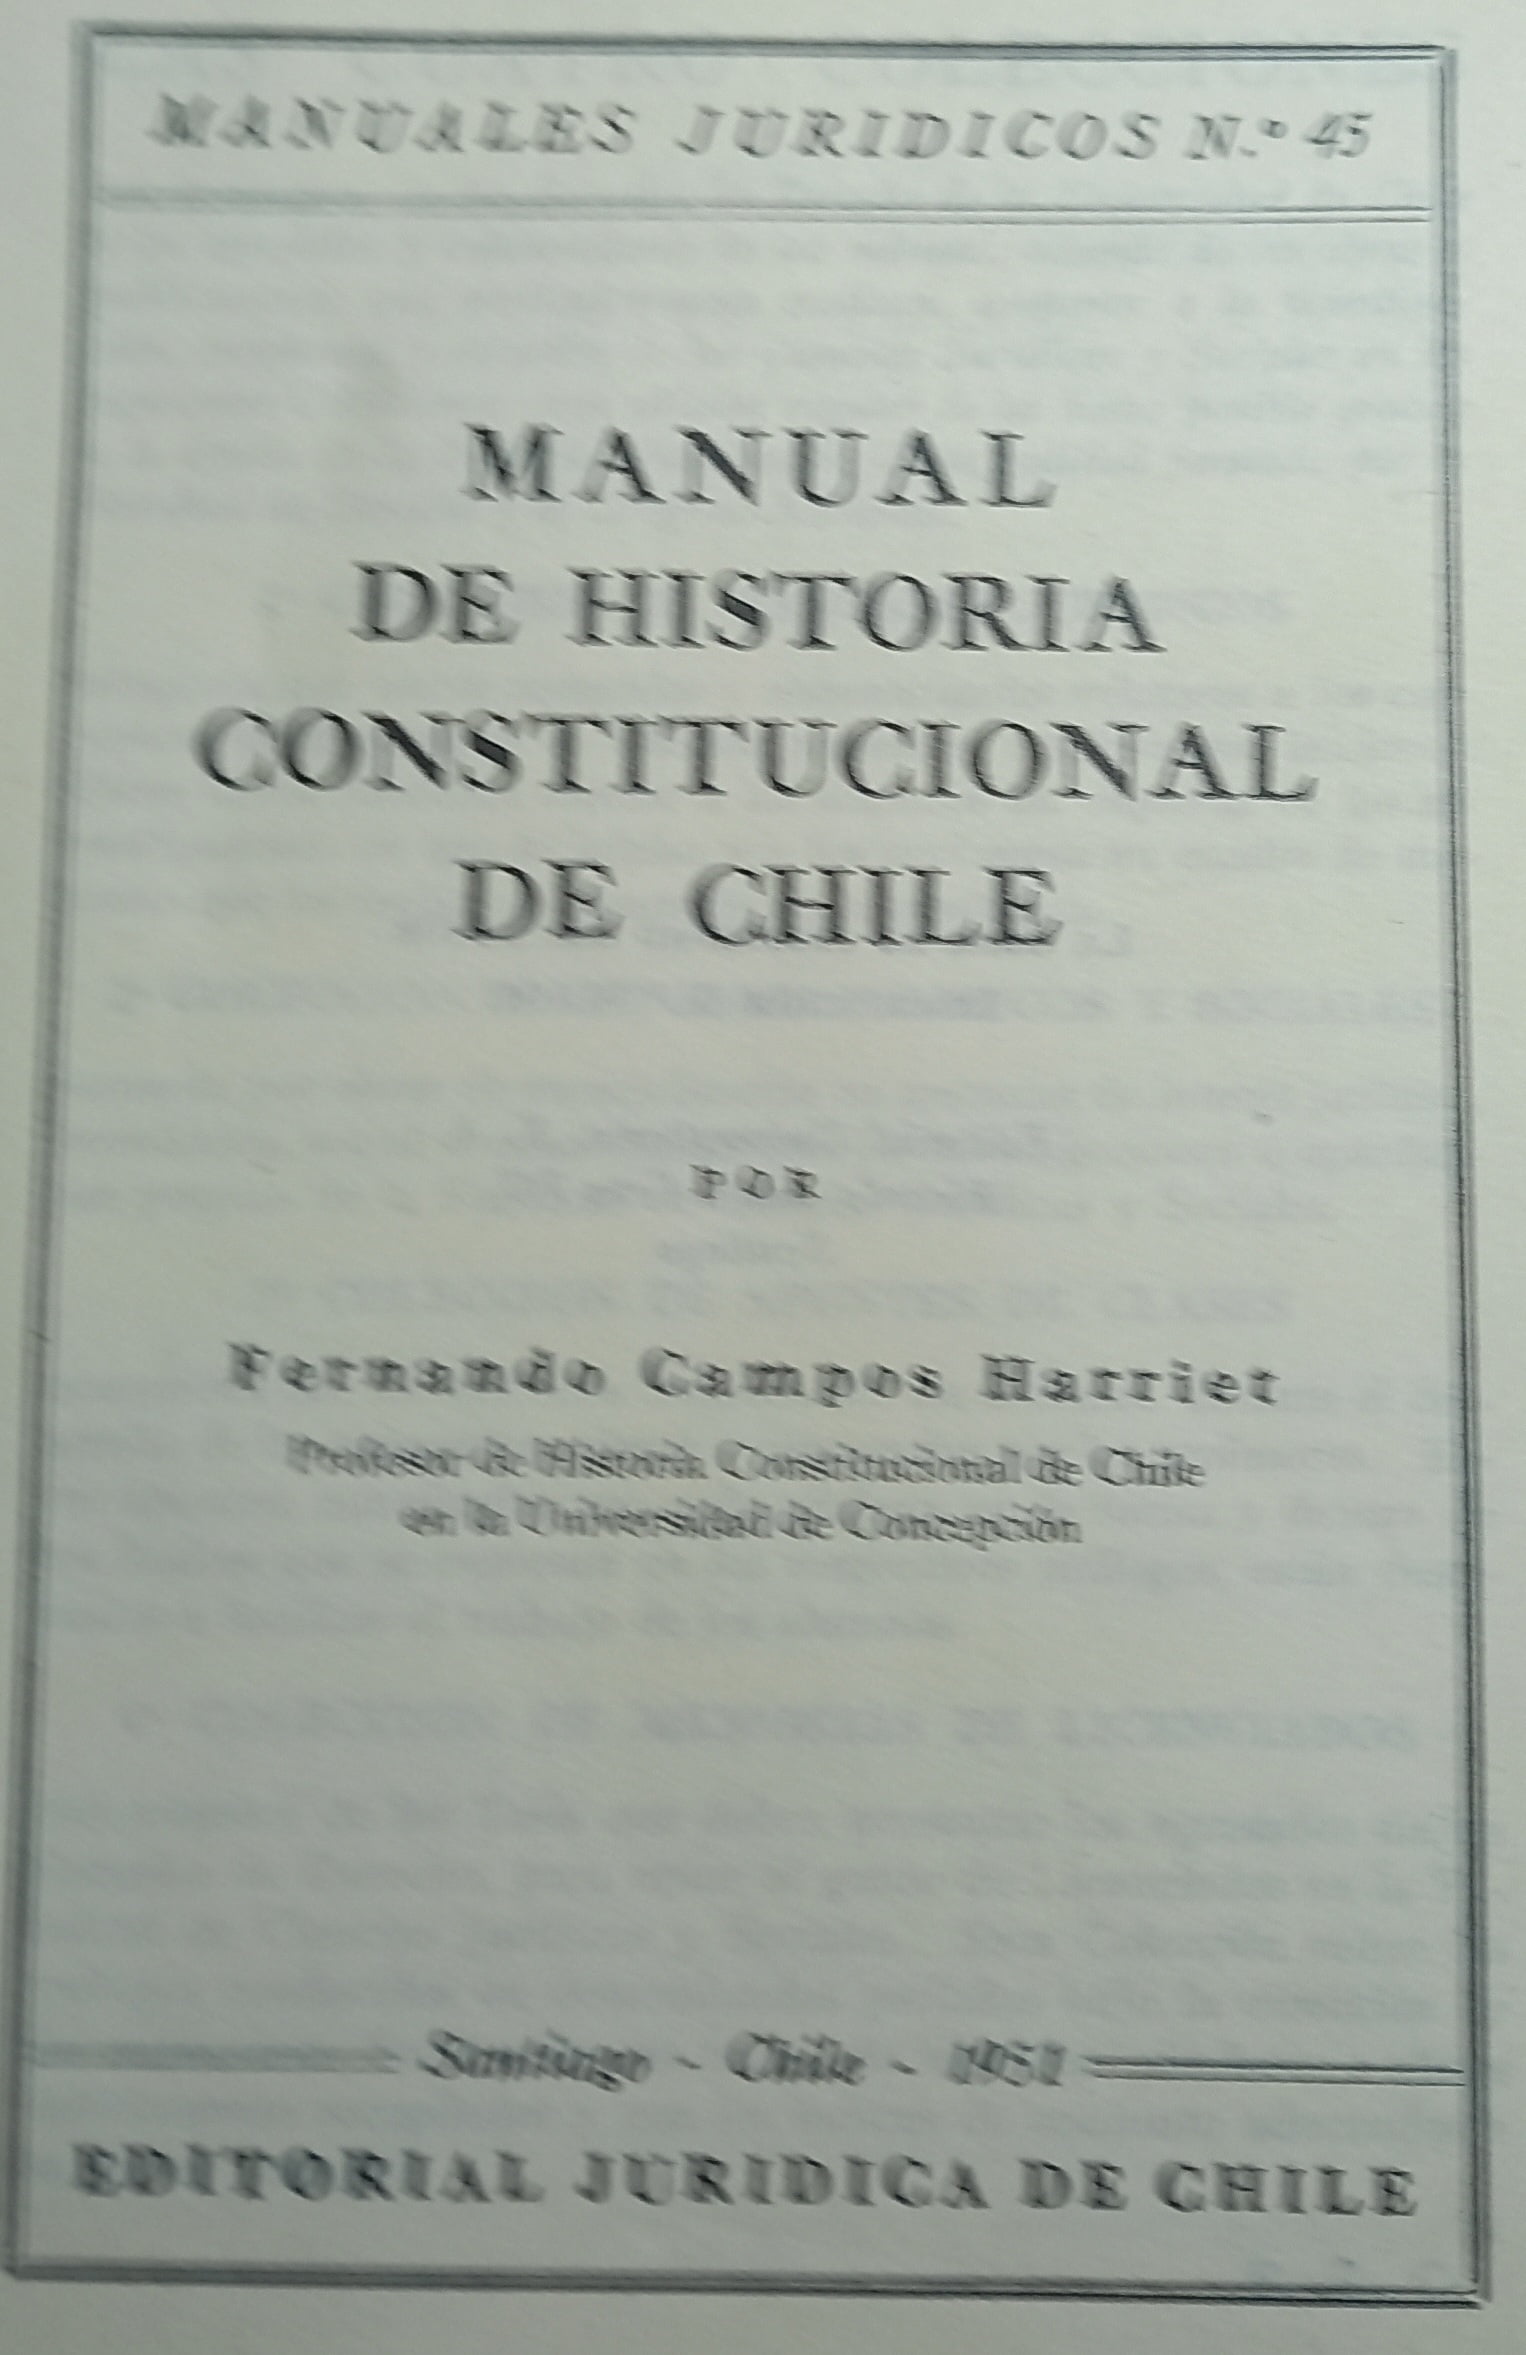 MANUALES JURIDICOS N.º 45
MANUAL
DE HISTORIA
CONSTITUCIONAL
DE CHILE
POR
Fernando Campos Harriet
Profesor de Historia Constitucional de Chile
en la Universidad de Concepción
Santiago - Chile - 1951
EDITORIAL JURIDICA DE CHILE